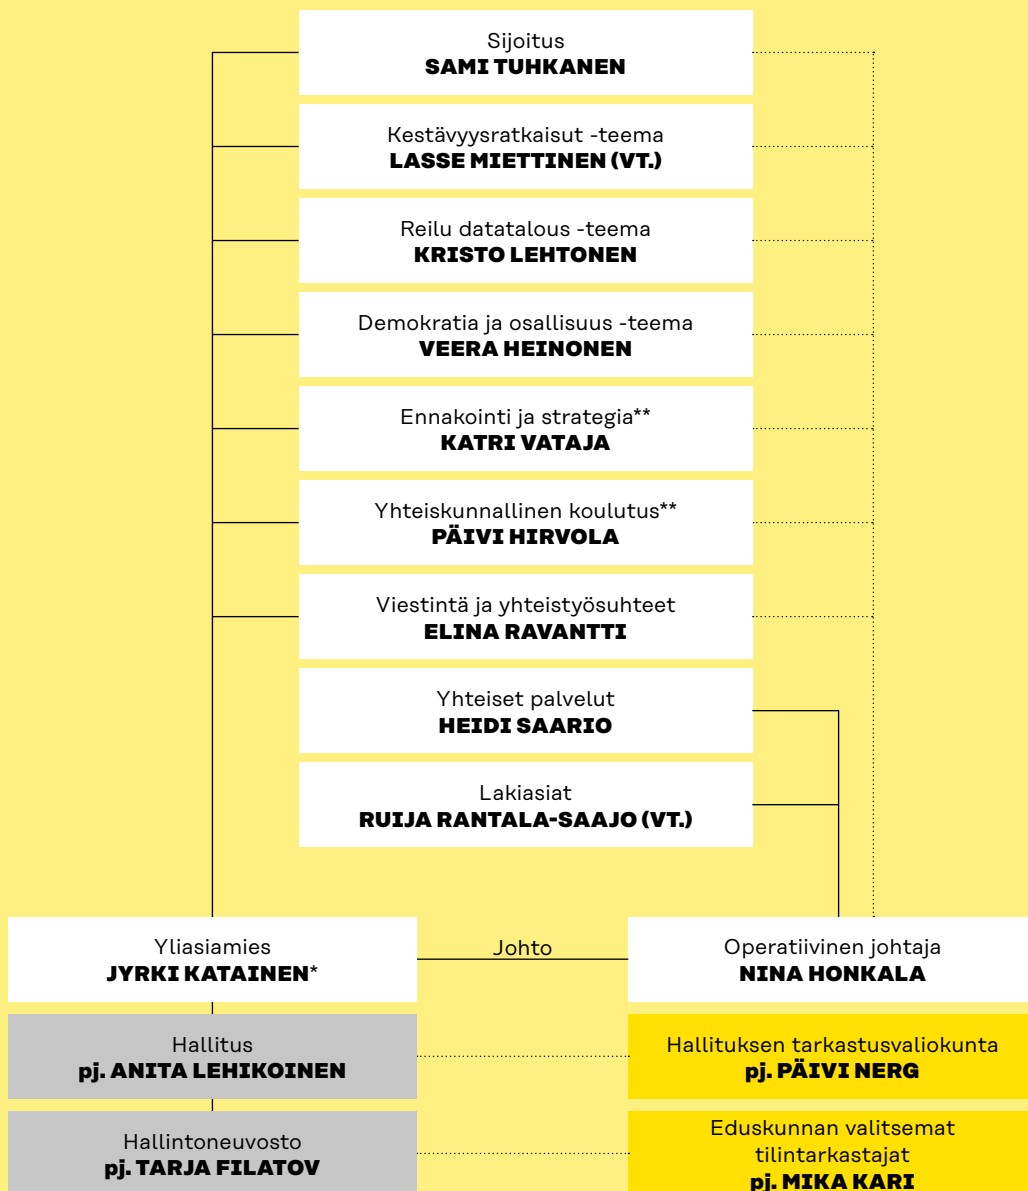 Sijoitus
SAMI TUHKANEN
Kestävyysratkaisut -teema
LASSE MIETTINEN (VT.)
Reilu datatalous -teema
KRISTO LEHTONEN
Demokratia ja osallisuus -teema
VEERA HEINONEN
Ennakointi ja strategia**
KATRI VATAJA
Yhteiskunnallinen koulutus**
PÄIVI HIRVOLA
Viestintä ja yhteistyösuhteet
ELINA RAVANTTI
Yhteiset palvelut
HEIDI SAARIO
Lakiasiat
RUIJA RANTALA-SAAJO (VT.)
Yliasiamies
JYRKI KATAINEN*
Johto
Operatiivinen johtaja
NINA HONKALA
Hallitus
pj. ANITA LEHIKOINEN
Hallituksen tarkastusvaliokunta
pj. PÄIVI NERG
Hallintoneuvosto
pj. TARJA FILATOV
Eduskunnan valitsemat
tilintarkastajat
pj. MIKA KARI